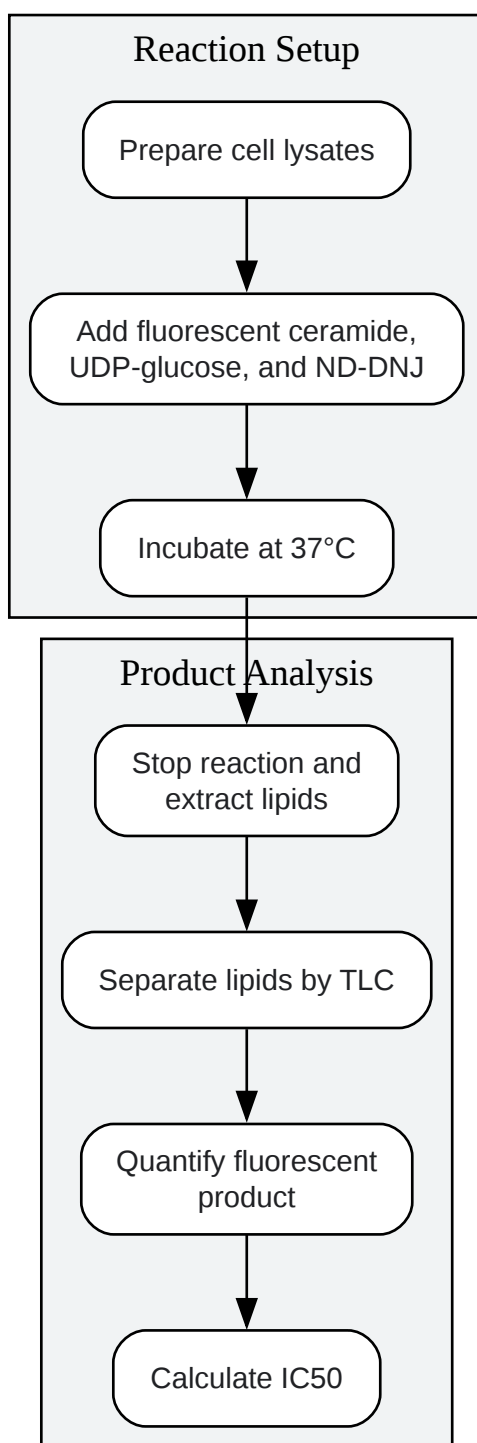 Reaction Setup
Prepare cell lysates
Add fluorescent ceramide,
UDP-glucose, and ND-DNJ
Incubate at 37°C
Product Analysis
Stop reaction and
extract lipids
Separate lipids by TLC
Quantify fluorescent
product
Calculate IC50